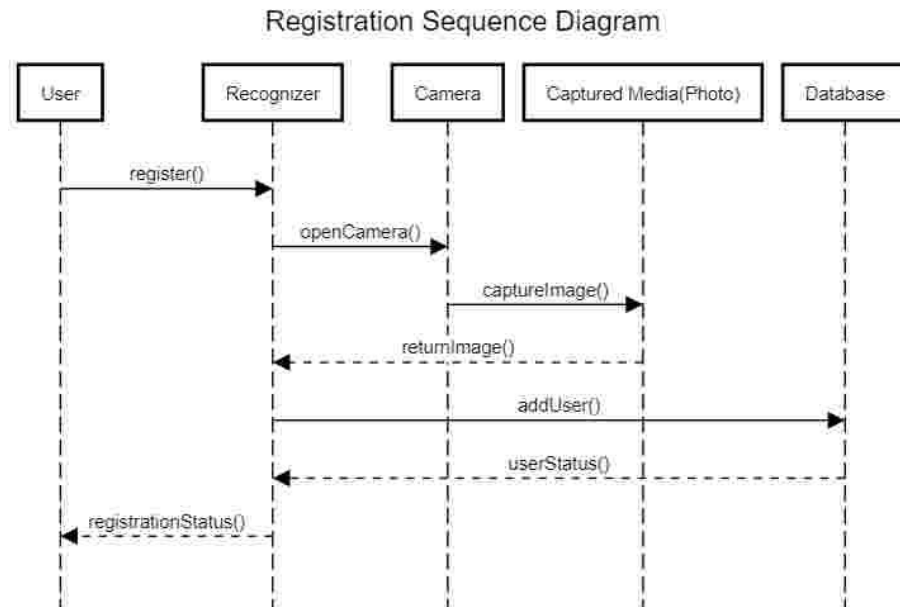 Registration Sequence Diagram
User
Recognizer
Camera
Captured Media(Photo)
Database
register()
openCamera()
captureImage()
returnImage()
addUser()
userStatus()
registrationStatus()